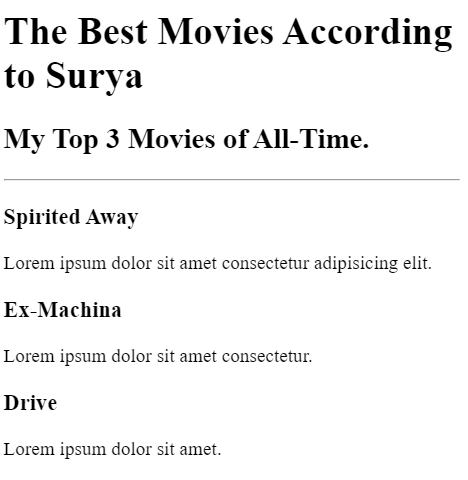 The Best Movies According
to Surya
My Top 3 Movies of All-Time.
Spirited Away
Lorem ipsum dolor sit amet consectetur adipisicing elit.
Ex-Machina
Lorem ipsum dolor sit amet consectetur.
Drive
Lorem ipsum dolor sit amet.